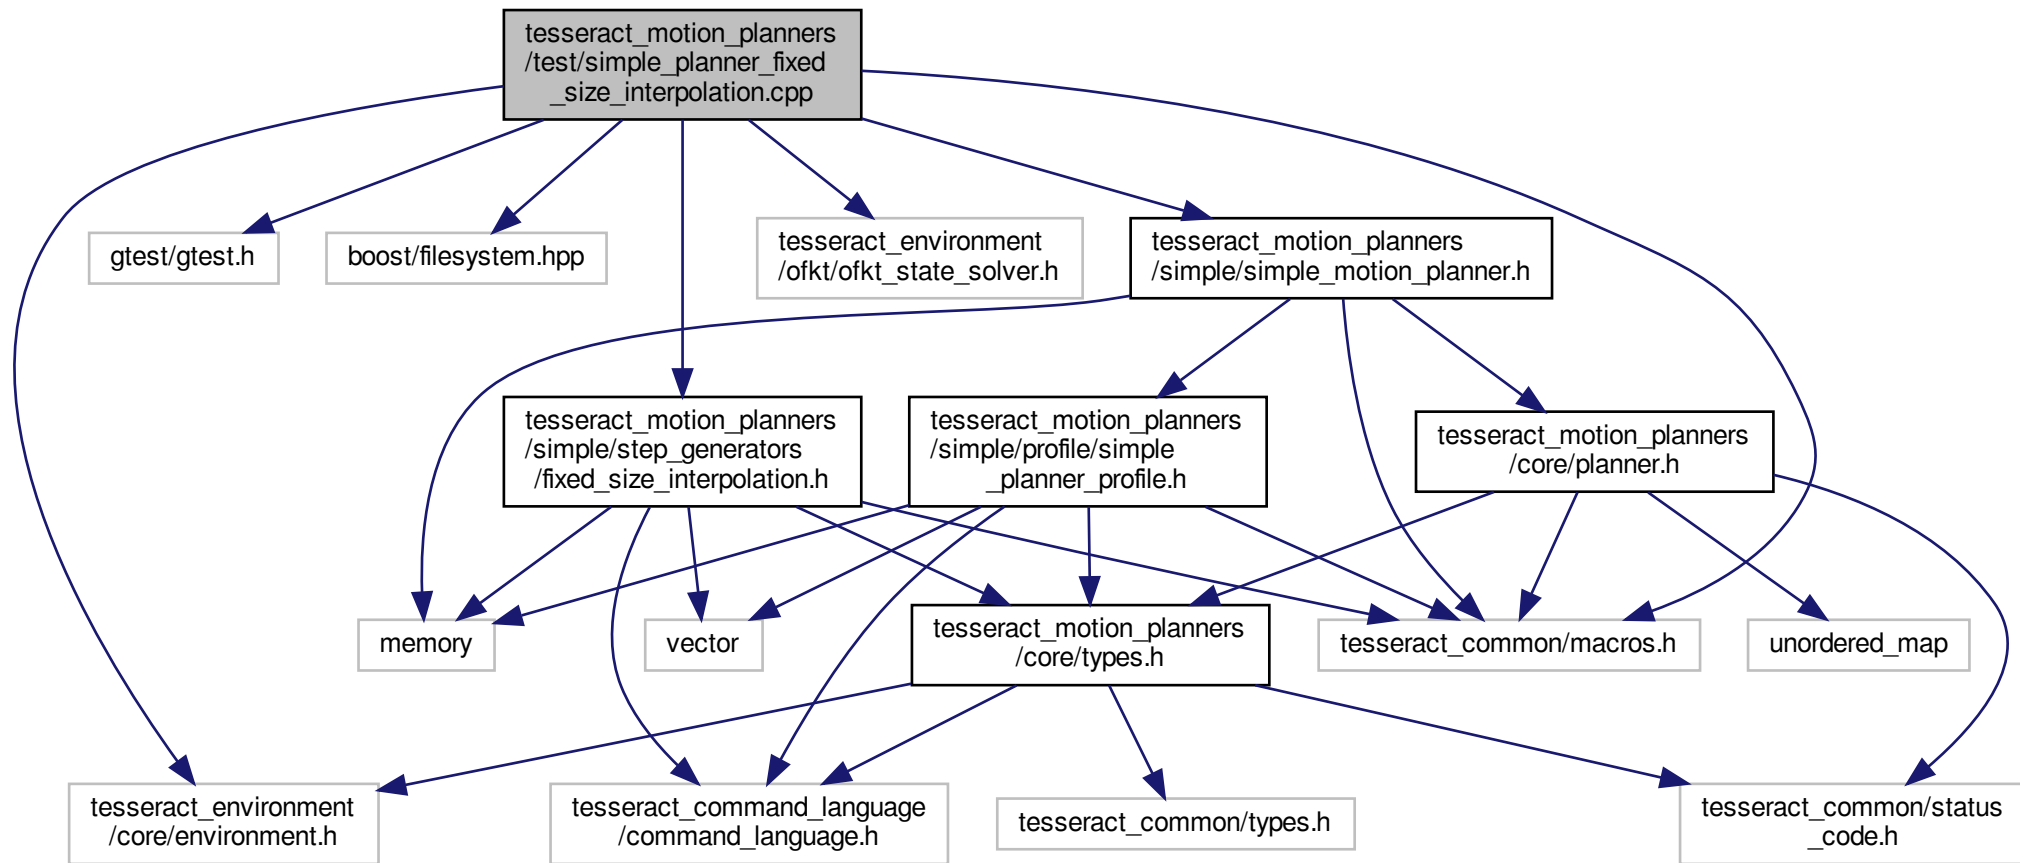 tesseract_motion_planners
/test/simple_planner_fixed
_size_interpolation.cpp
gtest/gtest.h
boost/filesystem.hpp
tesseract_environment
/ofkt/ofkt_state_solver.h
tesseract_motion_planners
/simple/simple_motion_planner.h
tesseract_motion_planners
/simple/step_generators
/fixed_size_interpolation.h
tesseract_motion_planners
/simple/profile/simple
_planner_profile.h
tesseract_motion_planners
/core/planner.h
memory
vector
tesseract_motion_planners
/core/types.h
tesseract_common/macros.h
unordered_map
tesseract_environment
/core/environment.h
tesseract_command_language
/command_language.h
tesseract_common/types.h
tesseract_common/status
_code.h